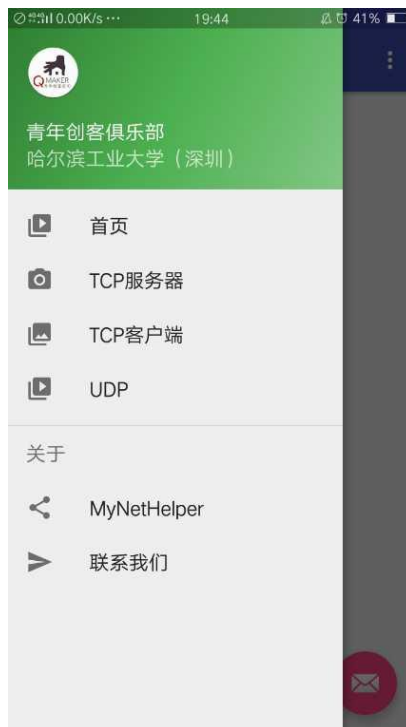 0.00K/s ··· 19:44 41%
QMAKER
青年创客俱乐部
哈尔滨工业大学（深圳）
首页
TCP服务器
TCP客户端
UDP
关于
MyNetHelper
联系我们